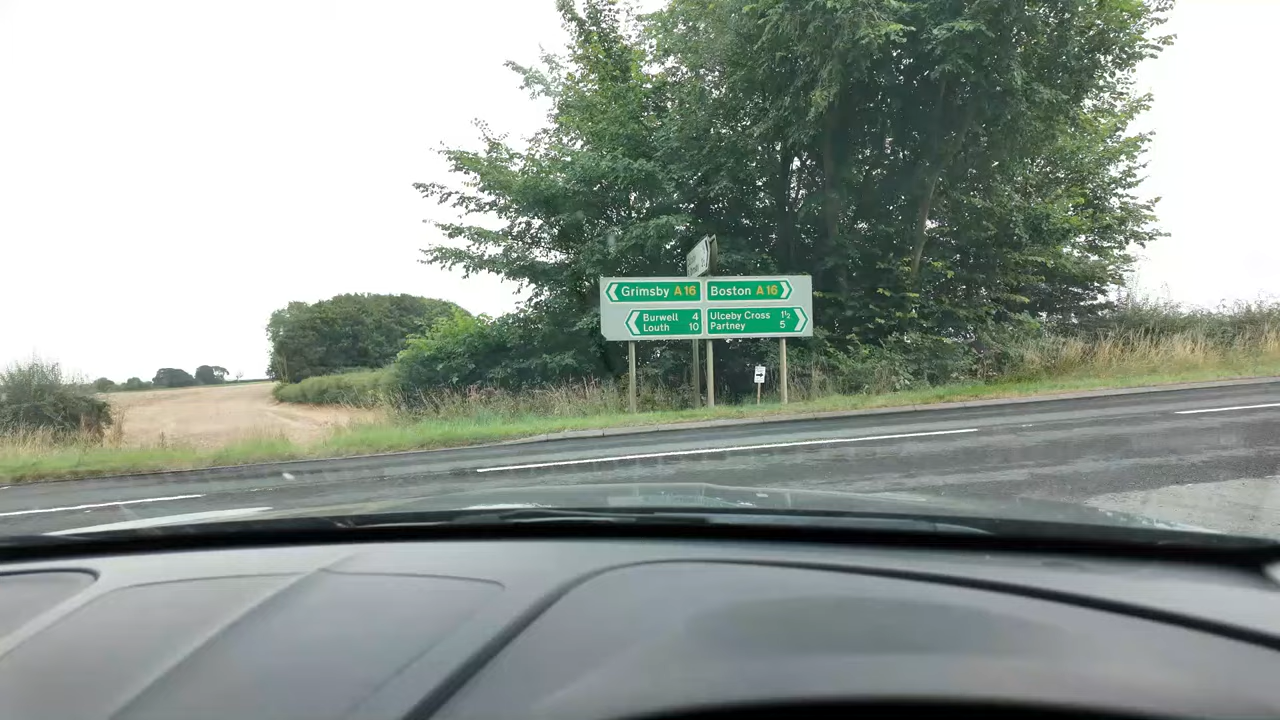 Grimsby A16
Boston A16
Burwell 4
Louth 10
Ulceby Cross 1½
Partney 5